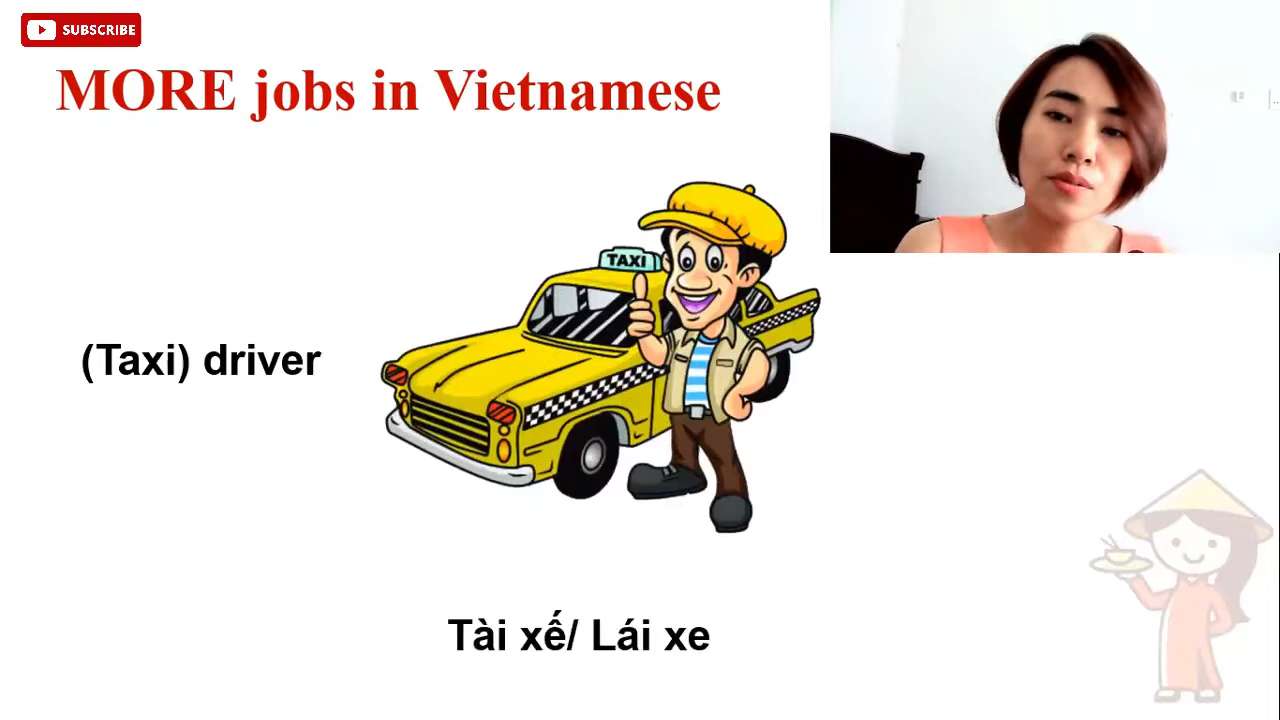 SUBSCRIBE
MORE jobs in Vietnamese
TAXI
(Taxi) driver
Tài xế/ Lái xe